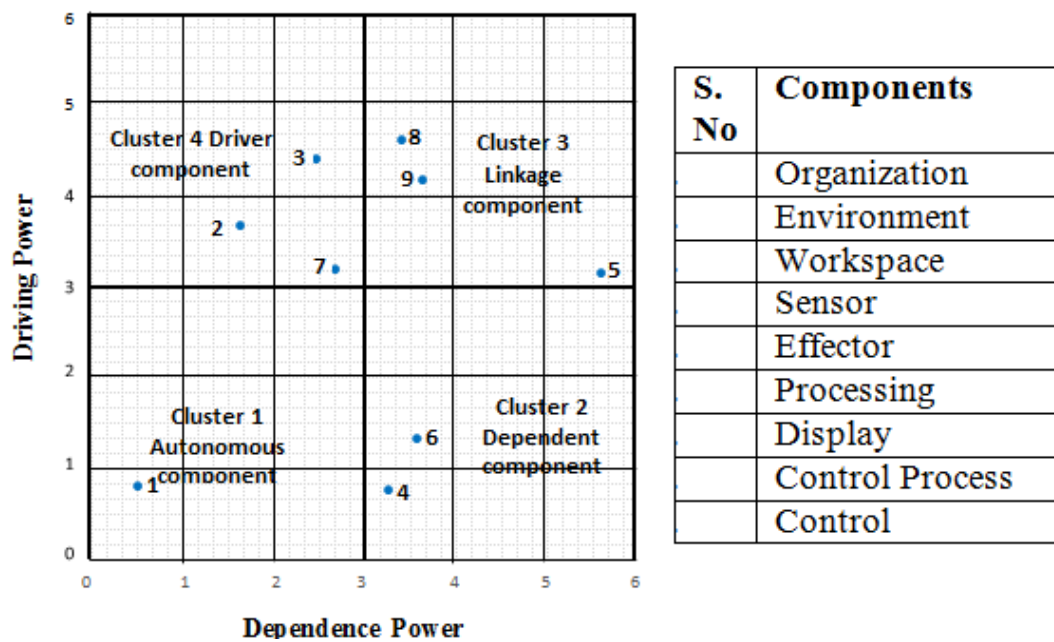 6
5
4
3
2
1
0
Driving Power
Cluster 4 Driver
component
3
8
9
Cluster 3
Linkage
component
2
7
5
Cluster 1
Autonomous
component
1
Cluster 2
Dependent
component
6
4
0 1 2 3 4 5 6
Dependence Power
S. No Components
Organization
Environment
Workspace
Sensor
Effector
Processing
Display
Control Process
Control